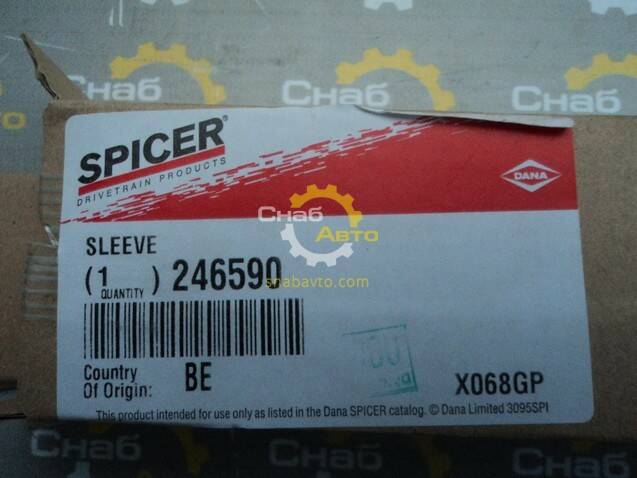 Снаб Авто
Снаб Авто
Снаб
SPICER®
DRIVETRAIN PRODUCTS
DANA
Снаб Авто
SLEEVE
(1) 246590
QUANTITY
snabavto.com
Country
Of Origin: BE
X068GP
This product intended for use only as listed in the Dana SPICER catalog. © Dana Limited 3095SPI
Снаб
Снаб